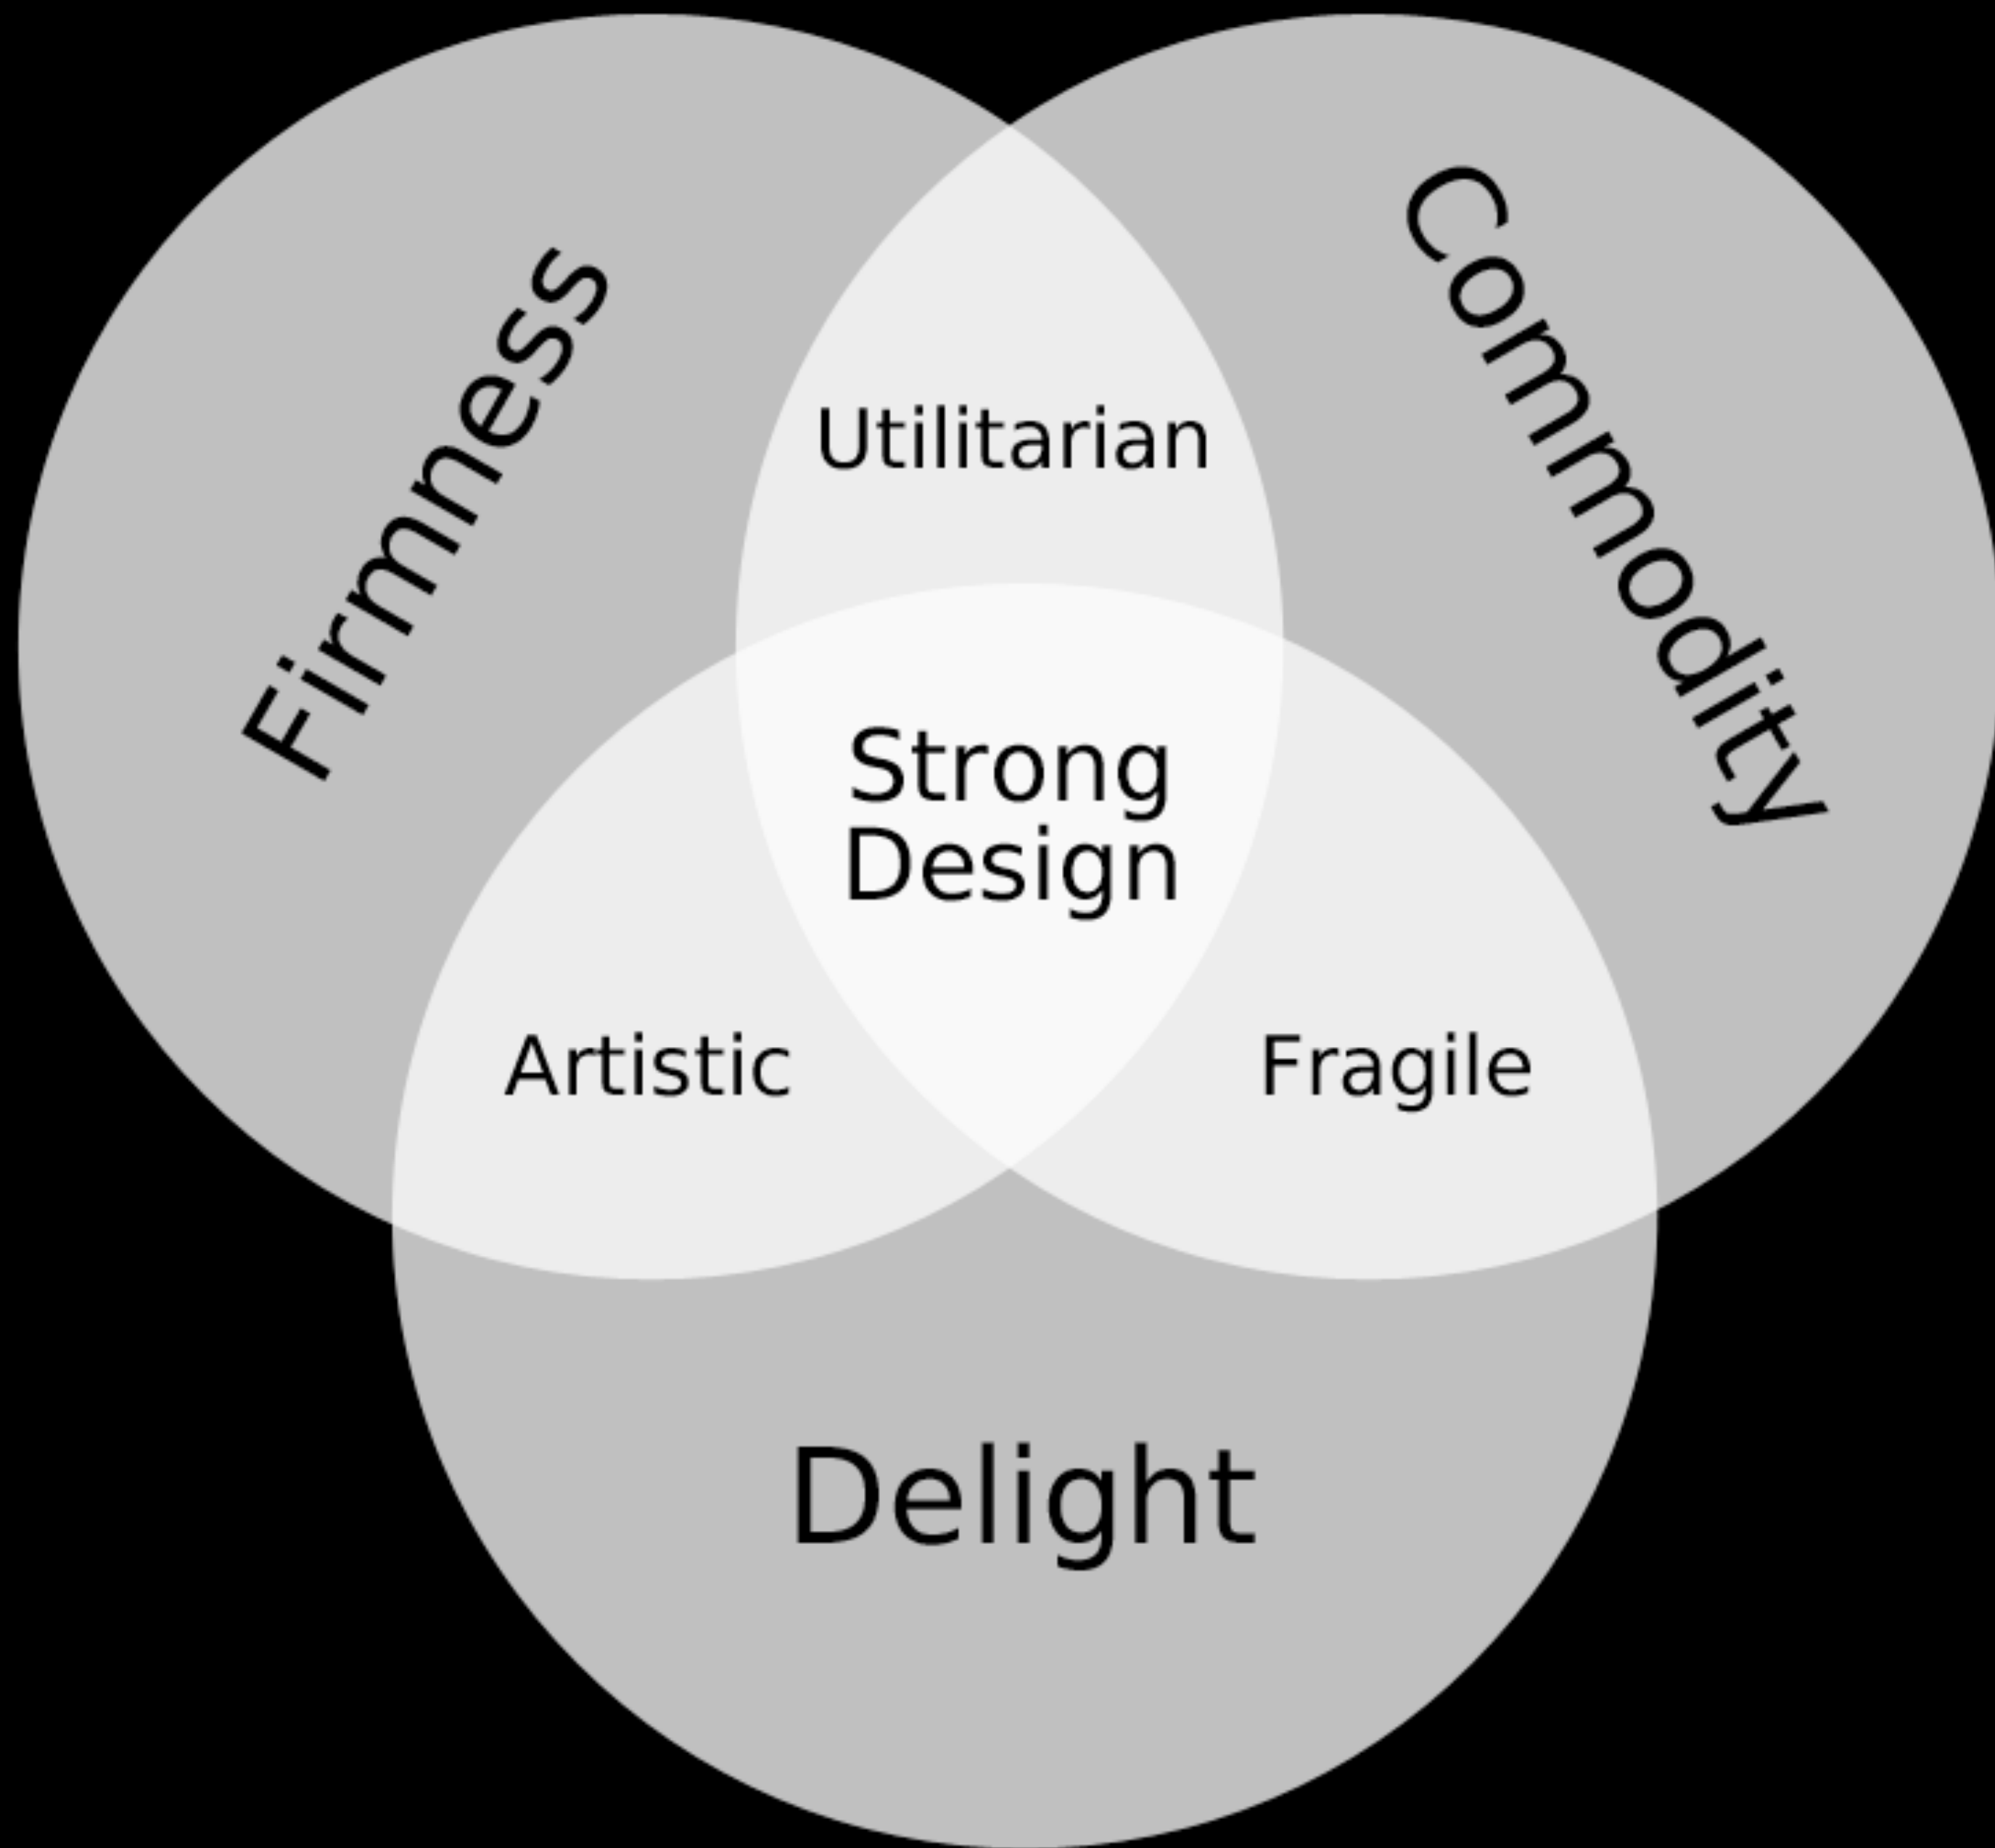 Firmness
Commodity
Utilitarian
Strong
Design
Artistic
Fragile
Delight